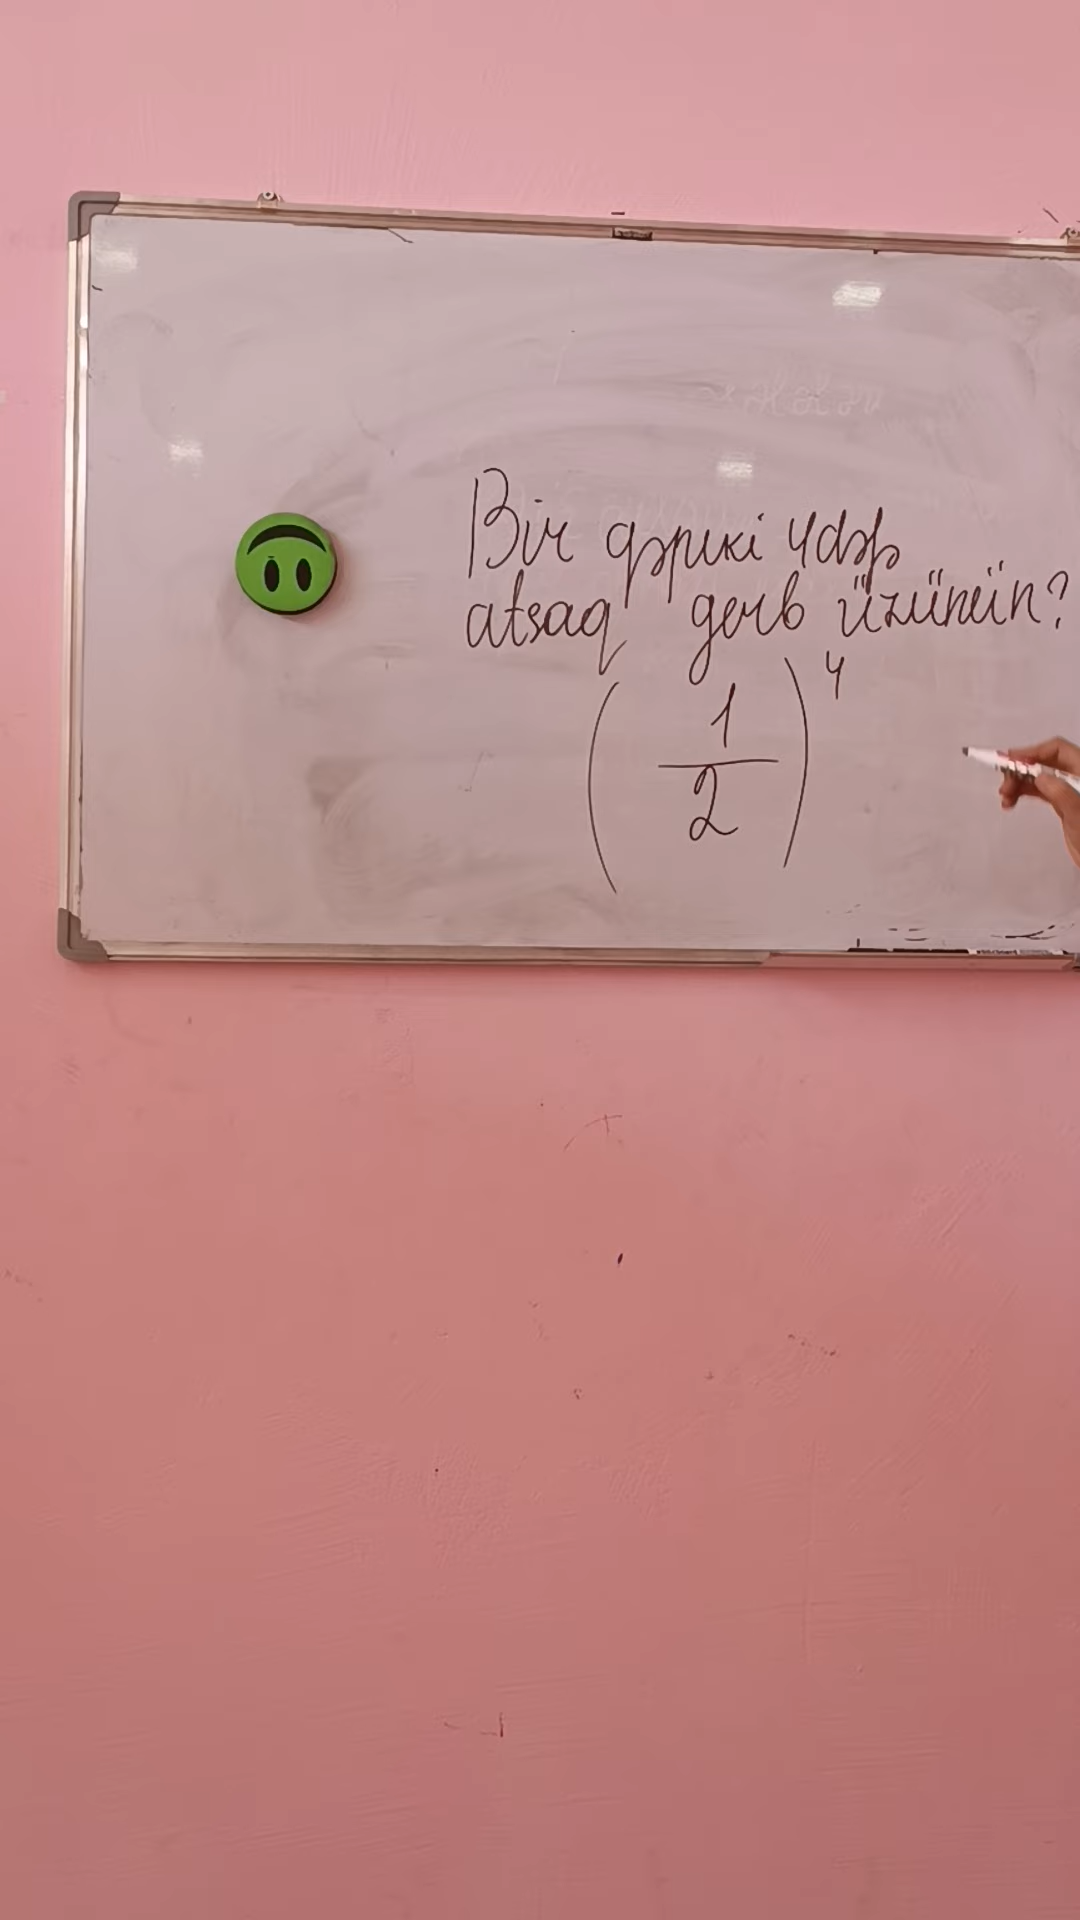 Bir qəpiki 4dəfə
atsaq gerb üzünün?
(1/2)⁴